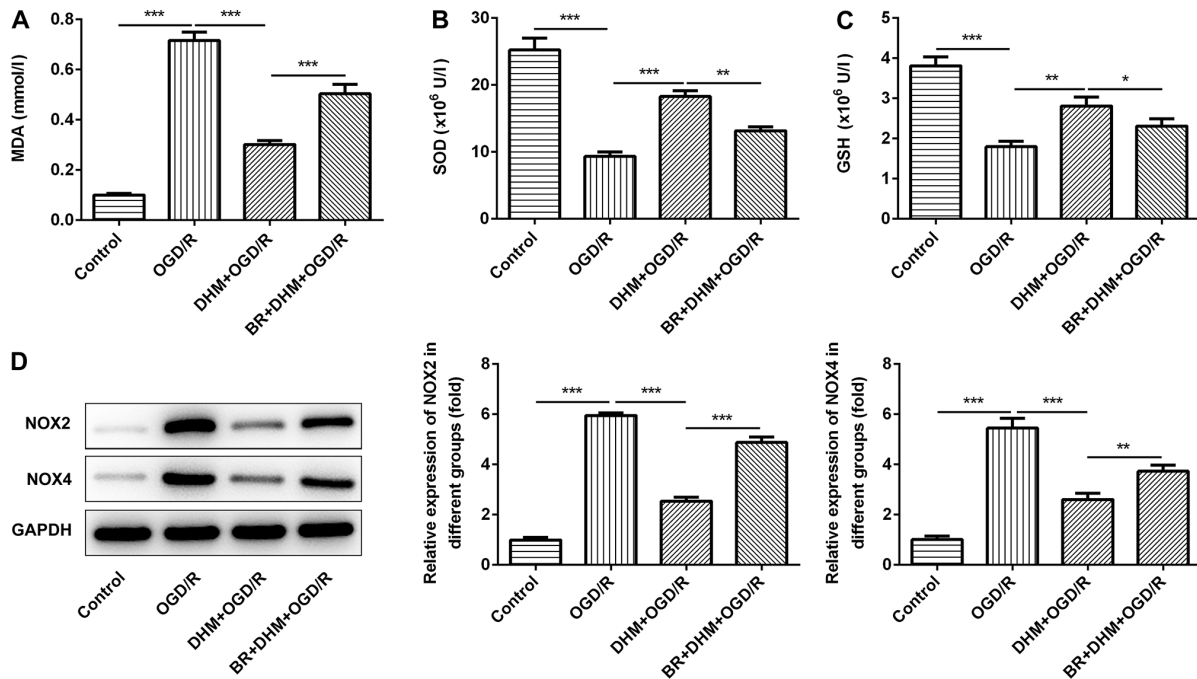 A
MDA (mmol/l)
0.8
0.6
0.4
0.2
0.0
***
***
***
Control
OGD/R
DHM+OGD/R
BR+DHM+OGD/R
B
SOD (x10⁶ U/l)
30
20
10
0
***
***
**
Control
OGD/R
DHM+OGD/R
BR+DHM+OGD/R
C
GSH (x10⁶ U/l)
5
4
3
2
1
0
***
**
*
Control
OGD/R
DHM+OGD/R
BR+DHM+OGD/R
D
NOX2
NOX4
GAPDH
Control
OGD/R
DHM+OGD/R
BR+DHM+OGD/R
Relative expression of NOX2 in
different groups (fold)
8
6
4
2
0
***
***
***
Control
OGD/R
DHM+OGD/R
BR+DHM+OGD/R
Relative expression of NOX4 in
different groups (fold)
8
6
4
2
0
***
***
**
Control
OGD/R
DHM+OGD/R
BR+DHM+OGD/R